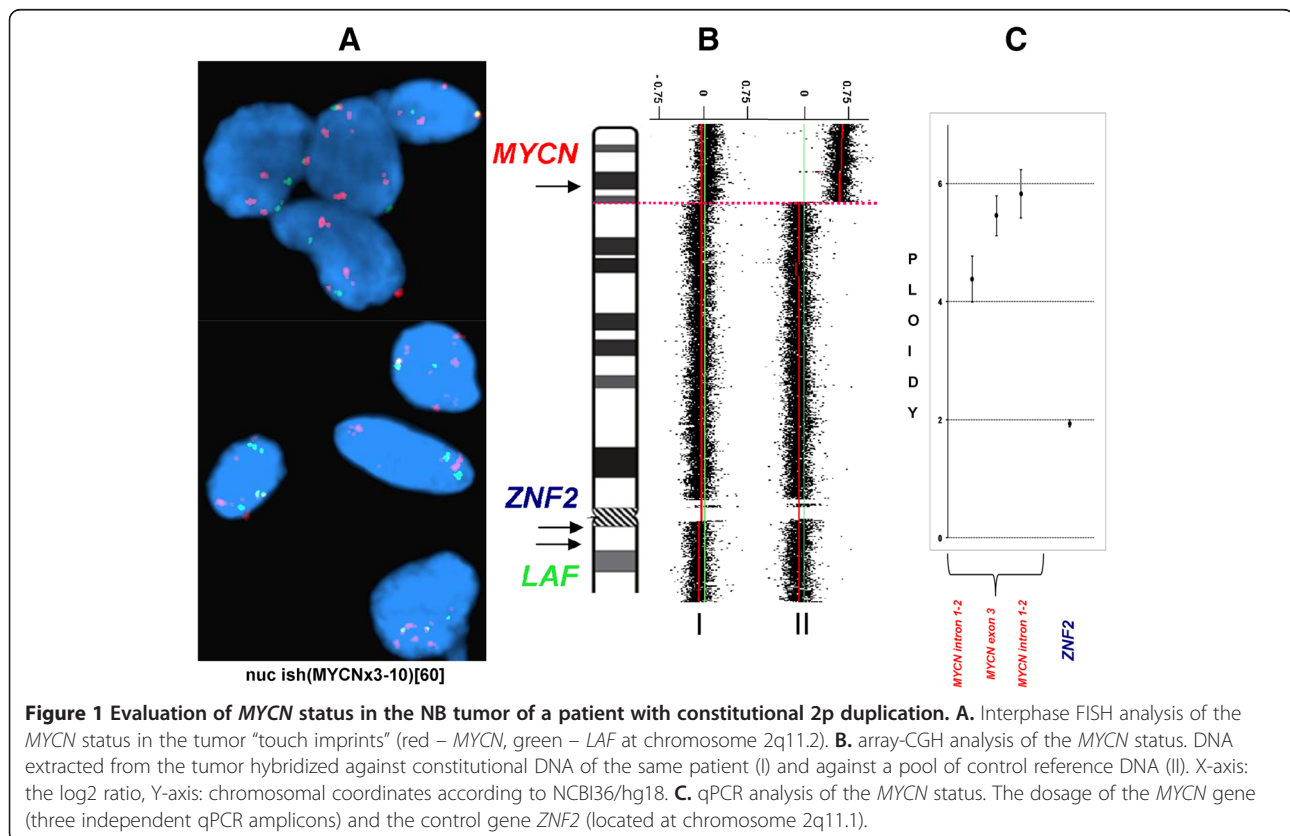 A
B
C
-0.75
0
0.75
0
0.75
MYCN
ZNF2
LAF
I
II
nuc ish(MYCNx3-10)[60]
PLOIDY
6
4
2
0
MYCN intron 1-2
MYCN exon 3
MYCN intron 1-2
ZNF2
Figure 1 Evaluation of MYCN status in the NB tumor of a patient with constitutional 2p duplication. A. Interphase FISH analysis of the
MYCN status in the tumor “touch imprints” (red – MYCN, green – LAF at chromosome 2q11.2). B. array-CGH analysis of the MYCN status. DNA
extracted from the tumor hybridized against constitutional DNA of the same patient (I) and against a pool of control reference DNA (II). X-axis:
the log2 ratio, Y-axis: chromosomal coordinates according to NCBI36/hg18. C. qPCR analysis of the MYCN status. The dosage of the MYCN gene
(three independent qPCR amplicons) and the control gene ZNF2 (located at chromosome 2q11.1).